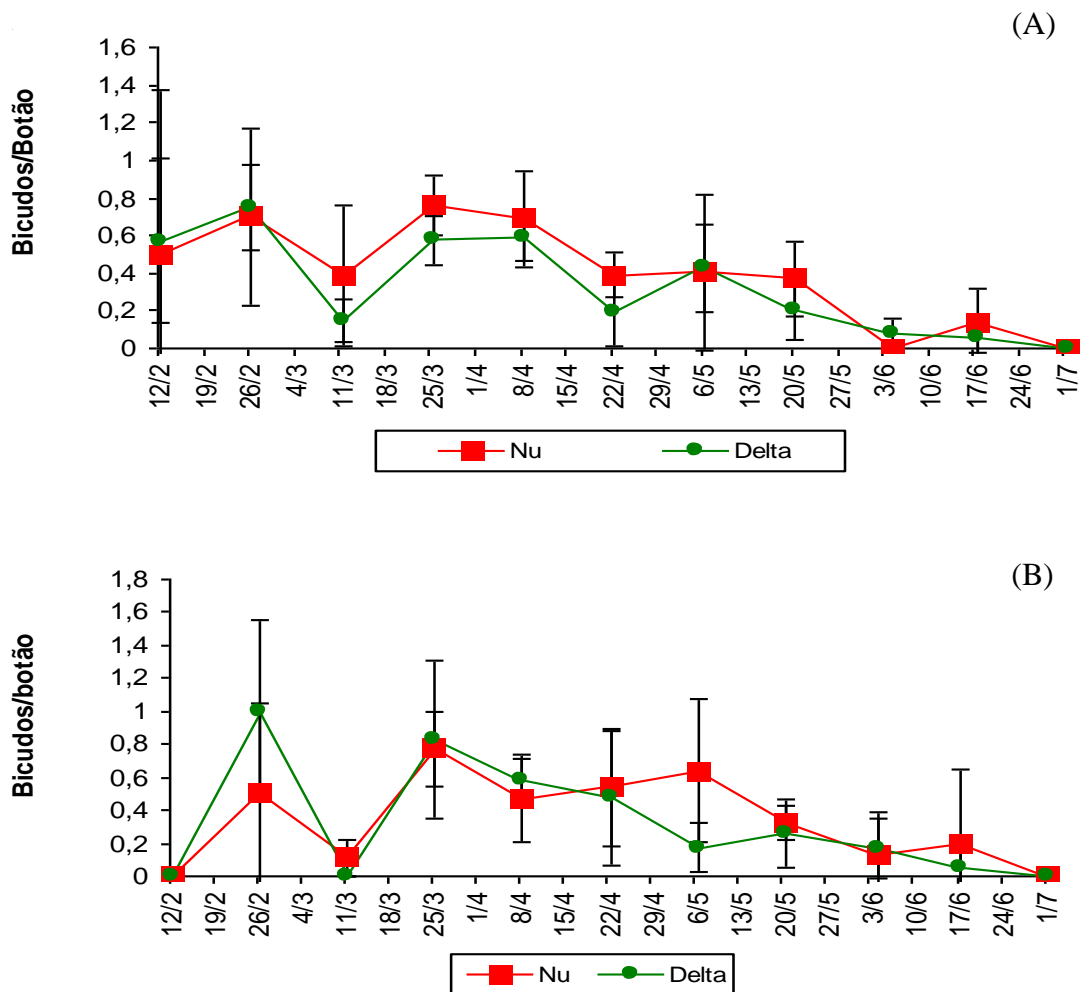 (A)
Bicudos/Botão
1,6
1,4
1,2
1
0,8
0,6
0,4
0,2
0
12/2 19/2 26/2 4/3 11/3 18/3 25/3 1/4 8/4 15/4 22/4 29/4 6/5 13/5 20/5 27/5 3/6 10/6 17/6 24/6 1/7
Nu Delta
(B)
Bicudos/botão
1,8
1,6
1,4
1,2
1
0,8
0,6
0,4
0,2
0
12/2 19/2 26/2 4/3 11/3 18/3 25/3 1/4 8/4 15/4 22/4 29/4 6/5 13/5 20/5 27/5 3/6 10/6 17/6 24/6 1/7
Nu Delta